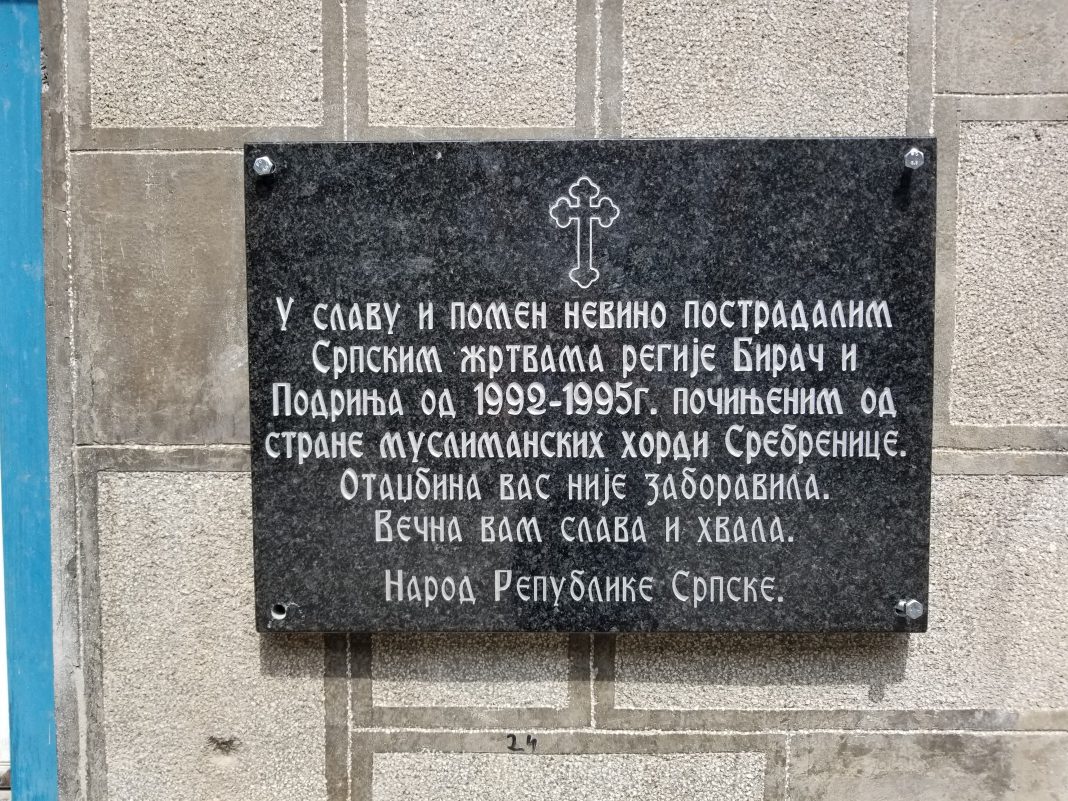 У славу и помен невино пострадалим
Српским жртвама регије Бирач и
Подриња од 1992-1995г. почињеним од
стране муслиманских хорди Сребренице.
Отаџбина вас није заборавила.
Вечна вам слава и хвала.
Народ Републике Српске.
24